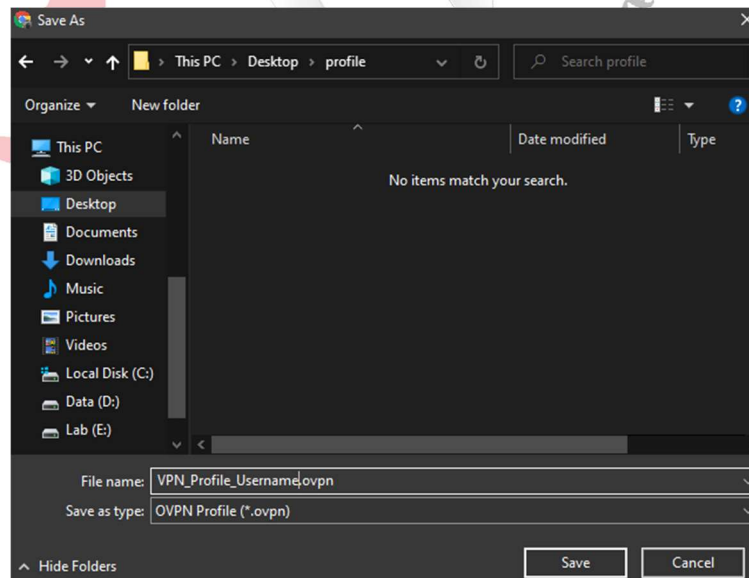 Save As
This PC > Desktop > profile
Search profile
Organize
New folder
?
This PC
3D Objects
Desktop
Documents
Downloads
Music
Pictures
Videos
Local Disk (C:)
Data (D:)
Lab (E:)
Name
Date modified
Type
No items match your search.
File name: VPN_Profile_Username.ovpn
Save as type: OVPN Profile (*.ovpn)
Hide Folders
Save
Cancel